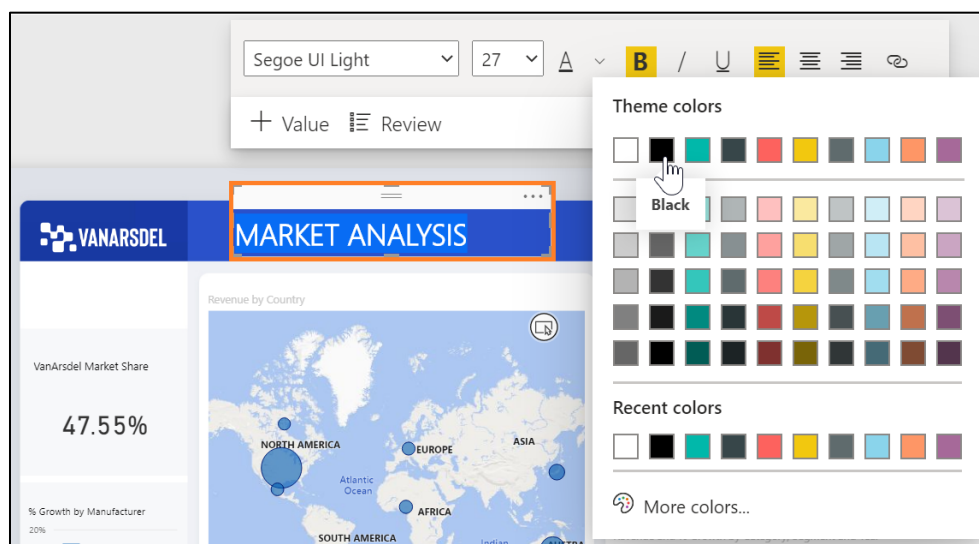 Segoe UI Light 27 A B / U
Theme colors
+ Value Review
Black
VANARSDEL MARKET ANALYSIS
Revenue by Country
VanArsdel Market Share
47.55%
NORTH AMERICA
EUROPE
ASIA
Atlantic
Ocean
AFRICA
SOUTH AMERICA
Indian
% Growth by Manufacturer
20%
Recent colors
More colors...